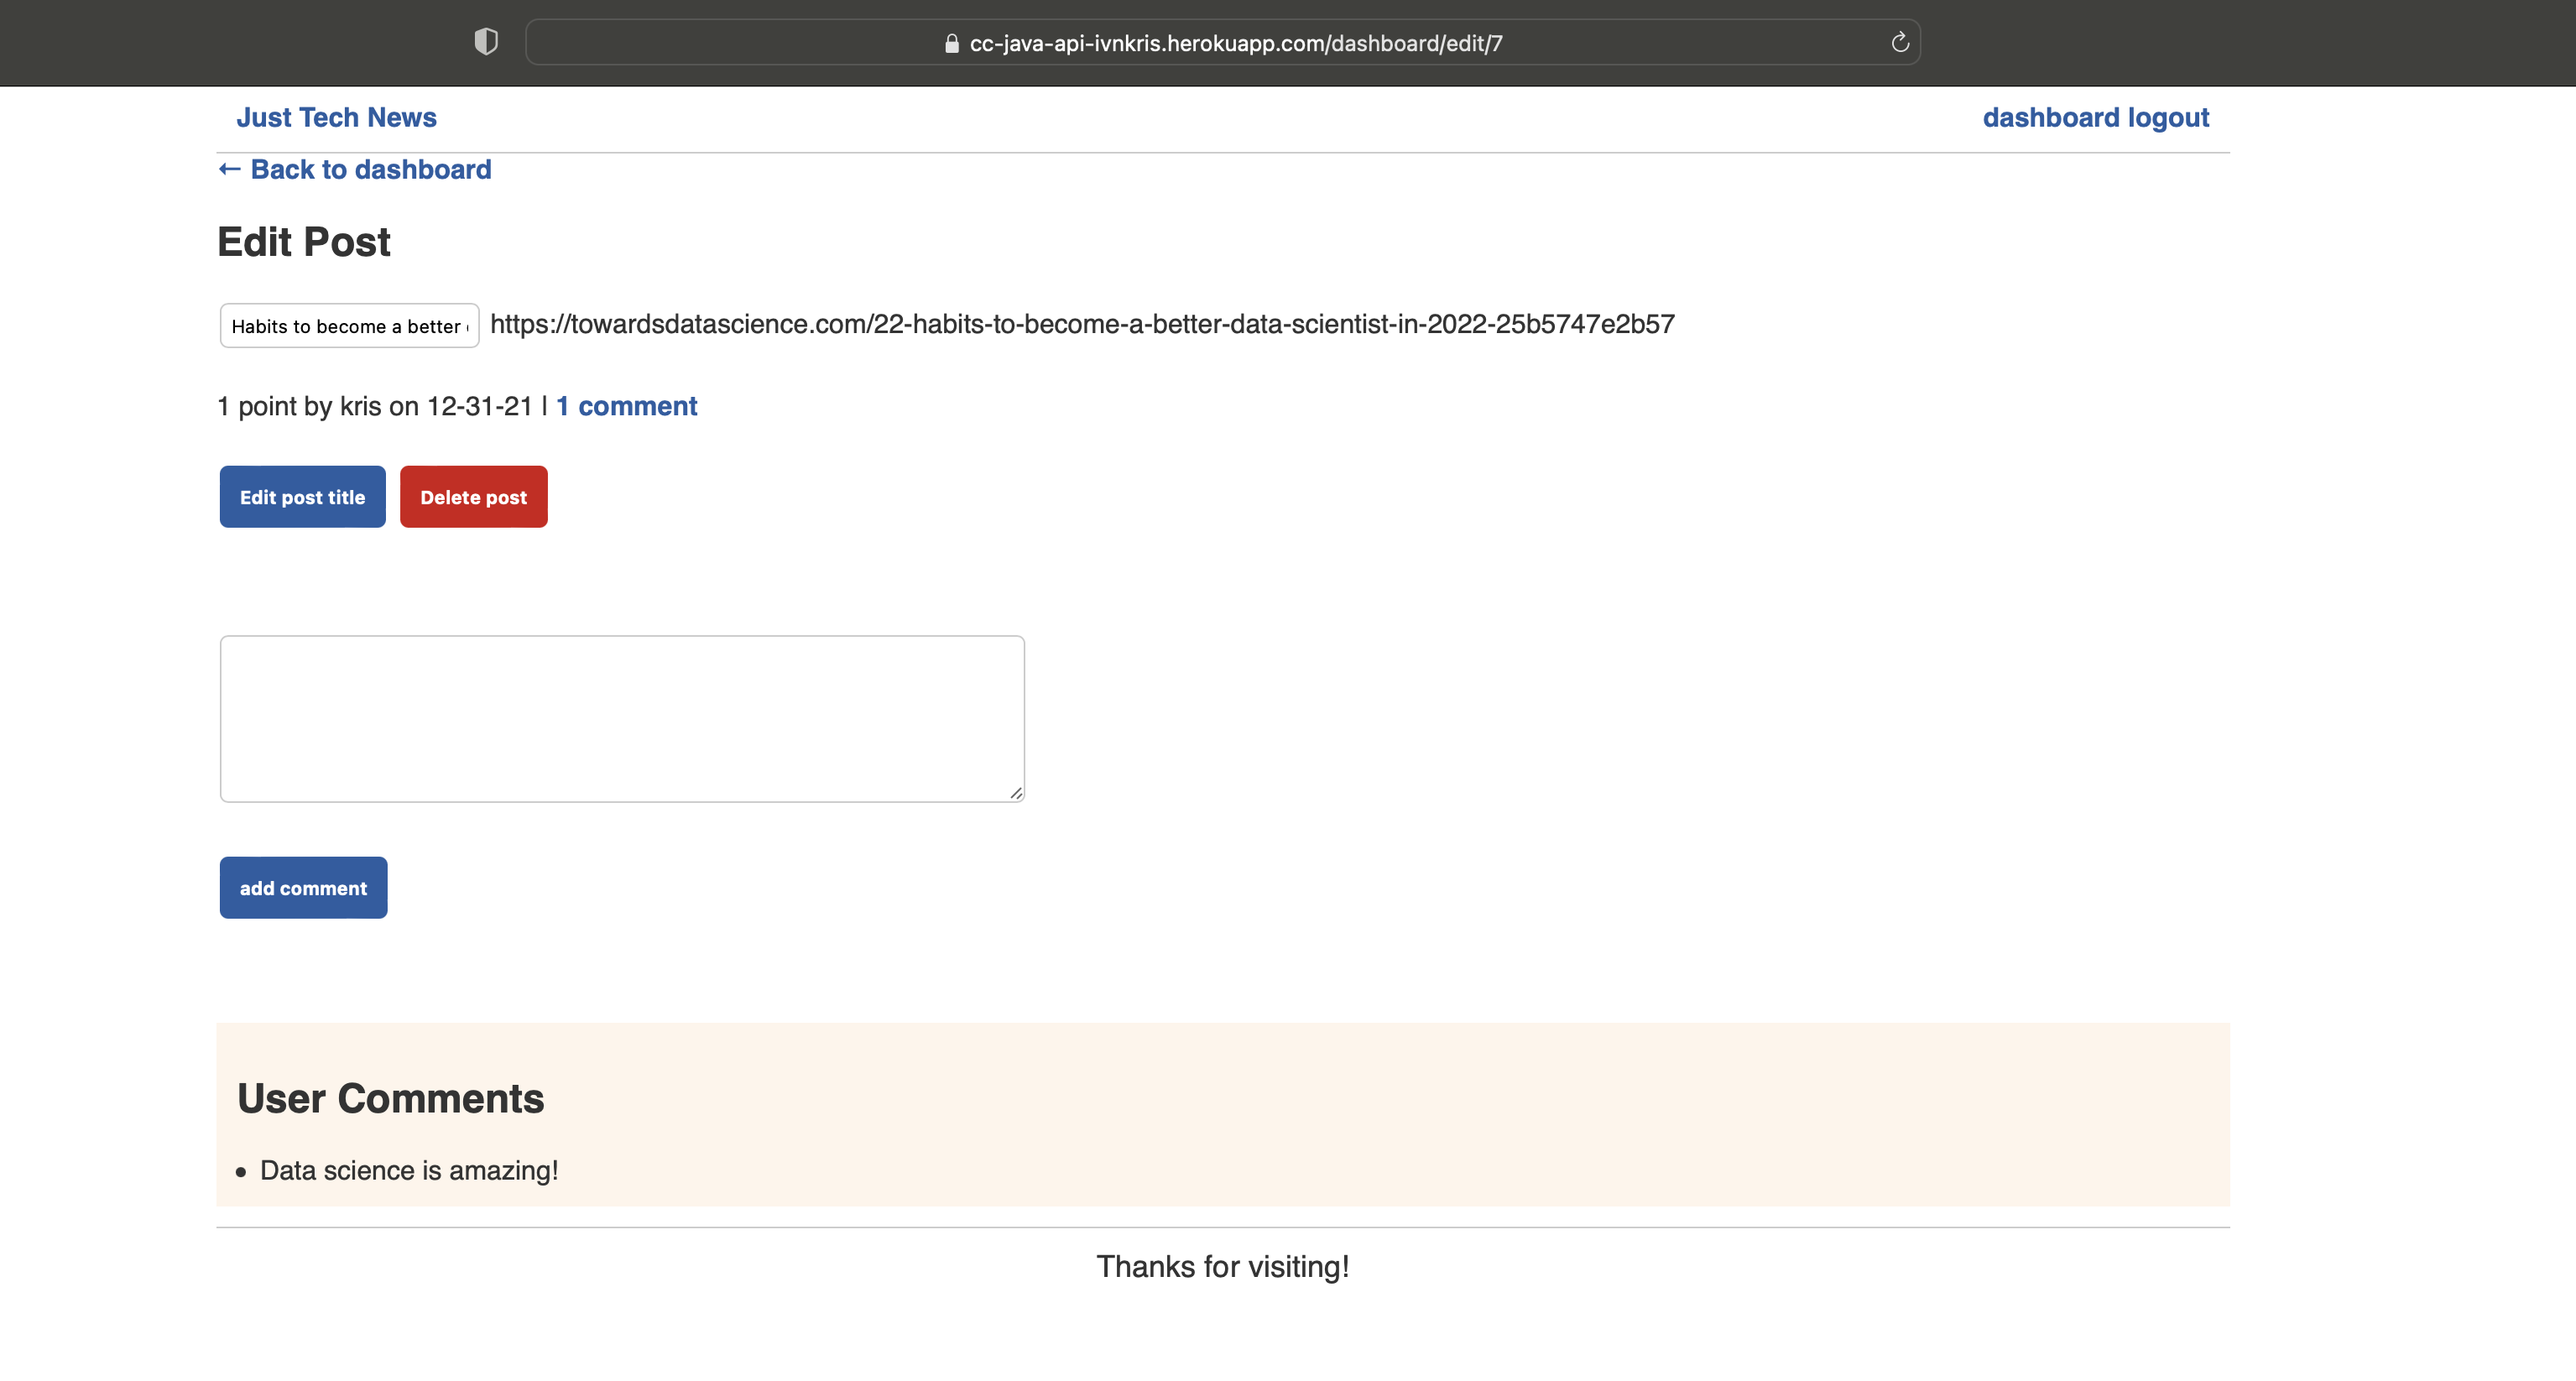 cc-java-api-ivnkris.herokuapp.com/dashboard/edit/7
Just Tech News dashboard logout
← Back to dashboard
Edit Post
Habits to become a better https://towardsdatascience.com/22-habits-to-become-a-better-data-scientist-in-2022-25b5747e2b57
1 point by kris on 12-31-21 | 1 comment
Edit post title Delete post
add comment
User Comments
• Data science is amazing!
Thanks for visiting!